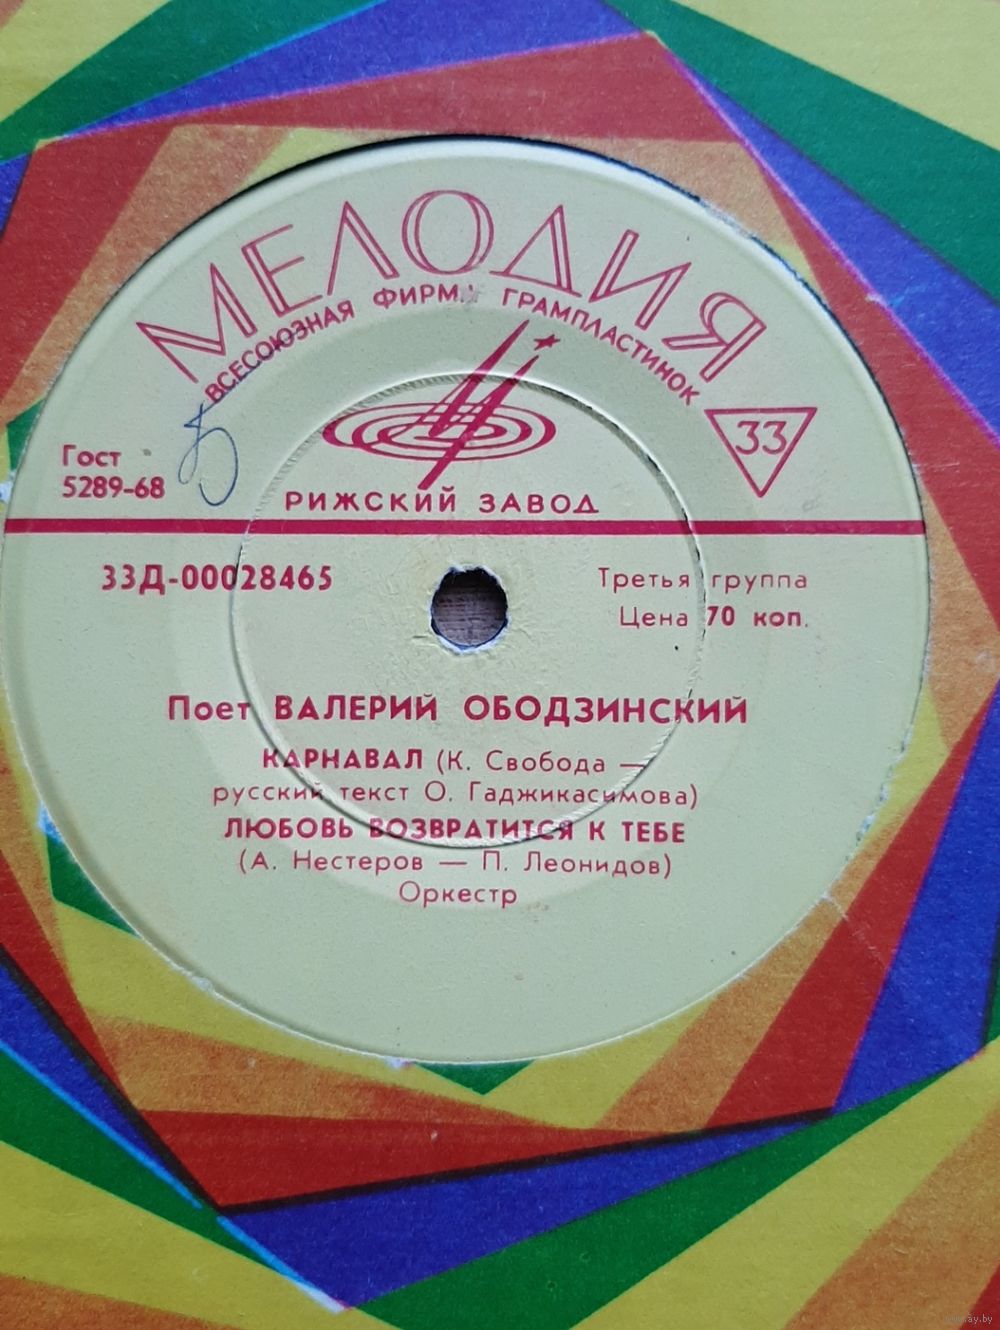 МЕЛОДИЯ
ВСЕСОЮЗНАЯ ФИРМА ГРАМПЛАСТИНОК
33
Гост
5289-68
Б
РИЖСКИЙ ЗАВОД
33Д-00028465
Третья группа
Цена 70 коп.
Поет ВАЛЕРИЙ ОБОДЗИНСКИЙ
КАРНАВАЛ (К. Свобода —
русский текст О. Гаджикасимова)
ЛЮБОВЬ ВОЗВРАТИТСЯ К ТЕБЕ
(А. Нестеров — П. Леонидов)
Оркестр